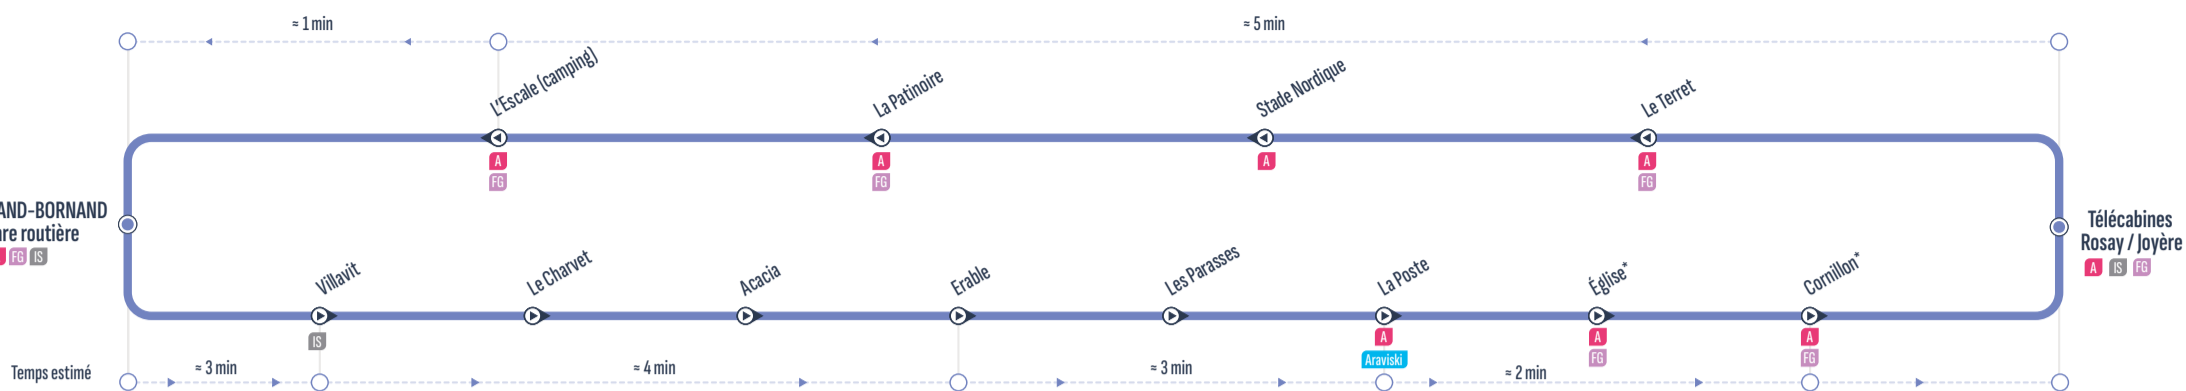 ≈ 1 min
≈ 5 min
L'Escale (camping)
La Patinoire
Stade Nordique
Le Terret
A
A
A
A
FG
FG
FG
AND-BORNAND
re routière
FG IS
Télécabines
Rosay / Joyère
A IS FG
Villavit
Le Charvet
Acacia
Erable
Les Parasses
La Poste
Église*
Cornillon*
IS
A
A
A
Araviski
FG
FG
Temps estimé
≈ 3 min
≈ 4 min
≈ 3 min
≈ 2 min